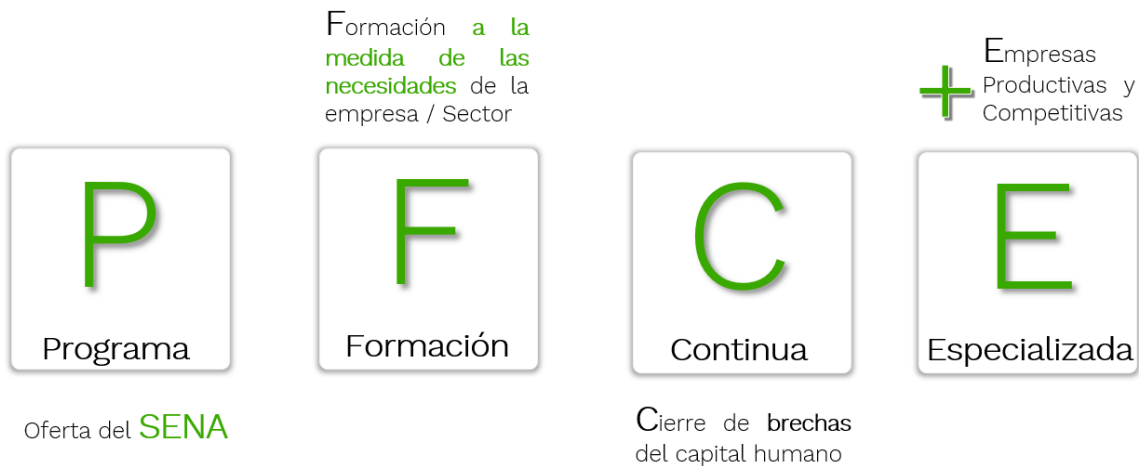 Formación a la
medida de las
necesidades de la
empresa / Sector
+ Empresas
Productivas y
Competitivas
P
Programa
F
Formación
C
Continua
E
Especializada
Oferta del SENA
Cierre de brechas
del capital humano